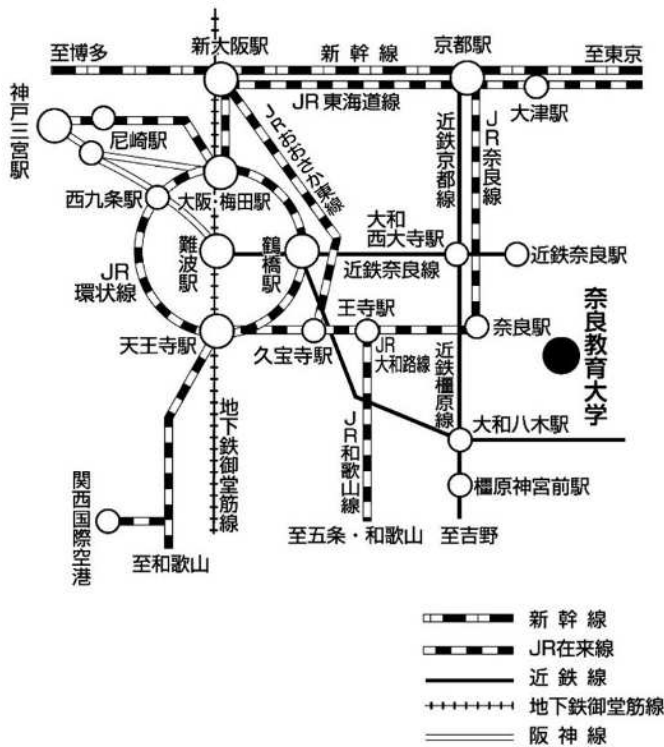 至博多
新大阪駅
新幹線
京都駅
至東京
神戸三宮駅
尼崎駅
JR東海道線
大津駅
JRおおさか東線
近鉄京都線
JR奈良線
西九条駅
大阪・梅田駅
大和
西大寺駅
難波駅
鶴橋駅
近鉄奈良線
近鉄奈良駅
JR
環状線
王寺駅
奈良駅
奈良教育大学
天王寺駅
久宝寺駅
JR
大和路線
近鉄橿原線
地下鉄御堂筋線
JR和歌山線
大和八木駅
関西国際空港
橿原神宮前駅
至和歌山
至五条・和歌山
至吉野
新幹線
JR在来線
近鉄線
地下鉄御堂筋線
阪神線